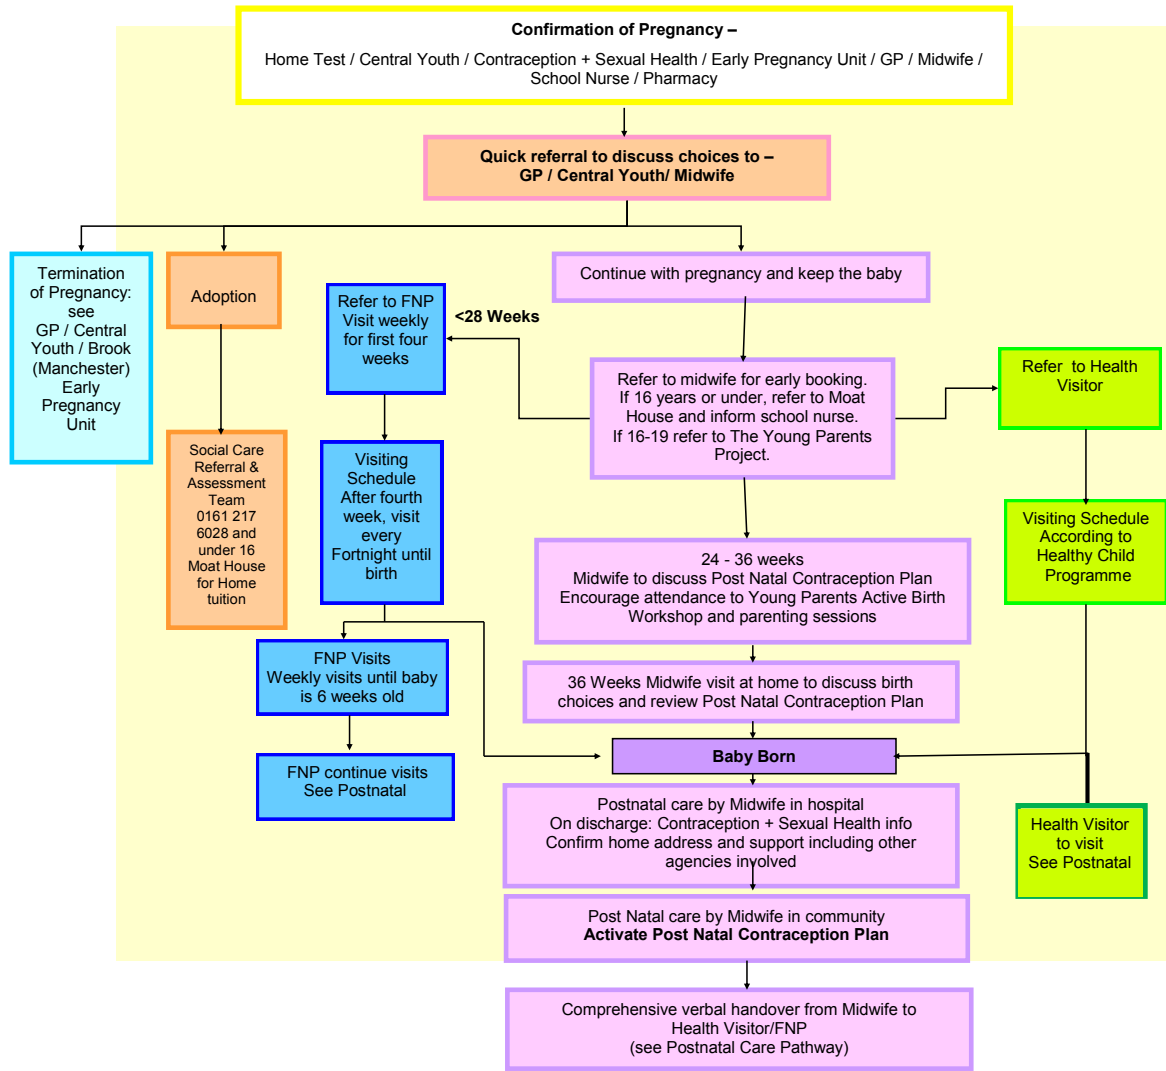 Confirmation of Pregnancy –
Home Test / Central Youth / Contraception + Sexual Health / Early Pregnancy Unit / GP / Midwife /
School Nurse / Pharmacy
Quick referral to discuss choices to –
GP / Central Youth/ Midwife
Termination
of Pregnancy:
see
GP / Central
Youth / Brook
(Manchester)
Early
Pregnancy
Unit
Adoption
Social Care
Referral &
Assessment
Team
0161 217
6028 and
under 16
Moat House
for Home
tuition
Refer to FNP
Visit weekly
for first four
weeks
<28 Weeks
Visiting
Schedule
After fourth
week, visit
every
Fortnight until
birth
FNP Visits
Weekly visits until baby
is 6 weeks old
FNP continue visits
See Postnatal
Continue with pregnancy and keep the baby
Refer to midwife for early booking.
If 16 years or under, refer to Moat
House and inform school nurse.
If 16-19 refer to The Young Parents
Project.
24 - 36 weeks
Midwife to discuss Post Natal Contraception Plan
Encourage attendance to Young Parents Active Birth
Workshop and parenting sessions
36 Weeks Midwife visit at home to discuss birth
choices and review Post Natal Contraception Plan
Baby Born
Postnatal care by Midwife in hospital
On discharge: Contraception + Sexual Health info
Confirm home address and support including other
agencies involved
Post Natal care by Midwife in community
Activate Post Natal Contraception Plan
Comprehensive verbal handover from Midwife to
Health Visitor/FNP
(see Postnatal Care Pathway)
Refer to Health
Visitor
Visiting Schedule
According to
Healthy Child
Programme
Health Visitor
to visit
See Postnatal